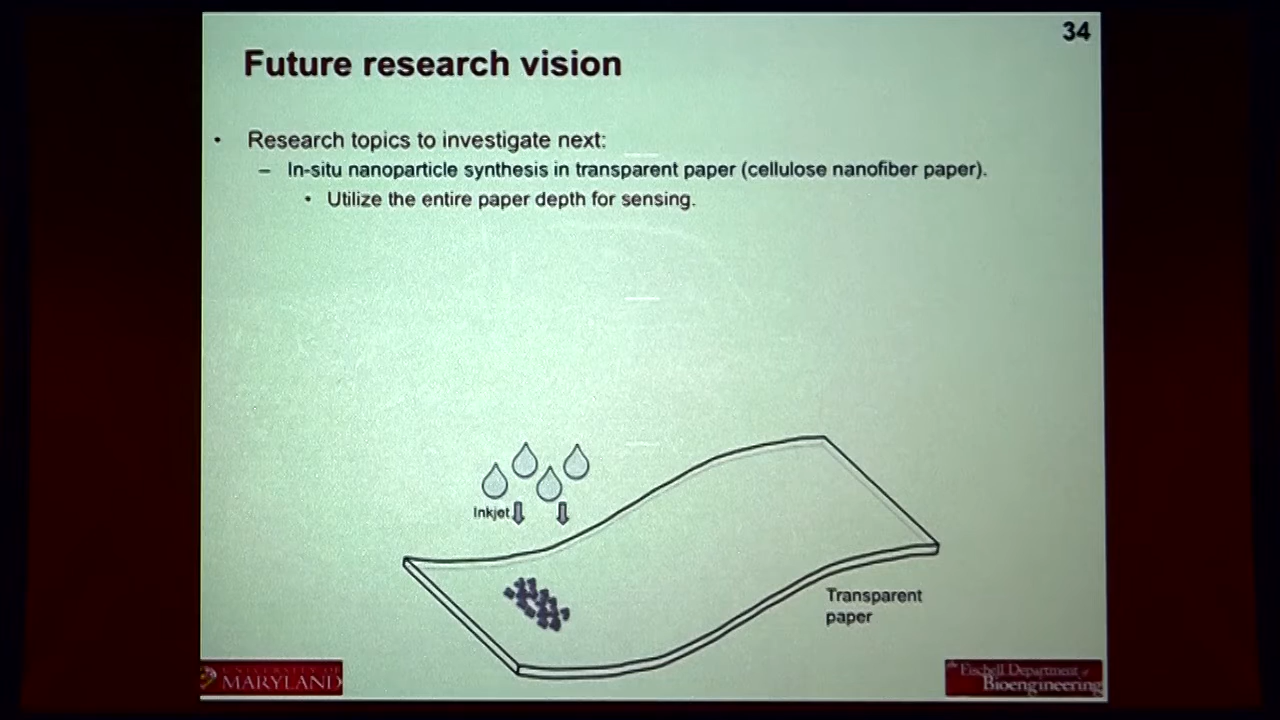 34
Future research vision
• Research topics to investigate next:
– In-situ nanoparticle synthesis in transparent paper (cellulose nanofiber paper).
• Utilize the entire paper depth for sensing.
Inkjet
Transparent
paper
UNIVERSITY OF
MARYLAND
the Fischell Department of
Bioengineering